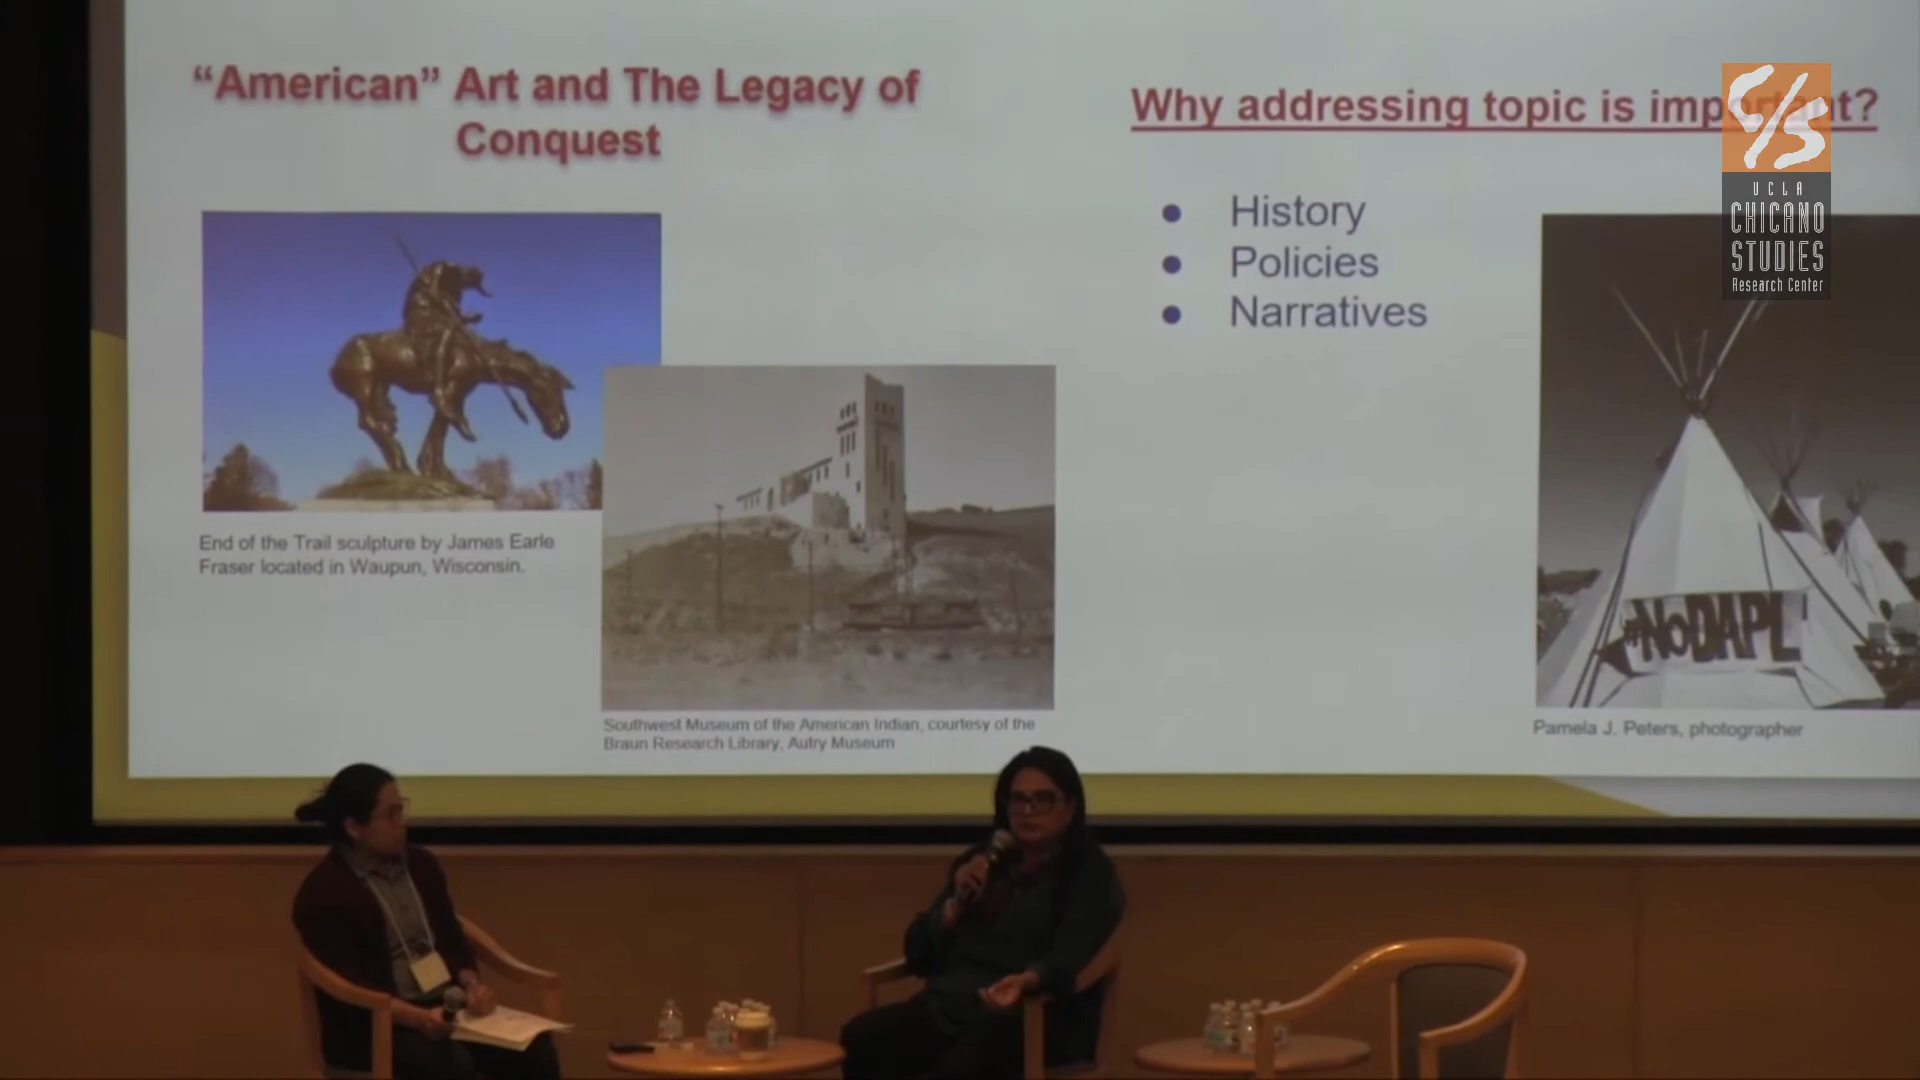 “American” Art and The Legacy of
Conquest
End of the Trail sculpture by James Earle
Fraser located in Waupun, Wisconsin.
Southwest Museum of the American Indian, courtesy of the
Braun Research Library, Autry Museum
Why addressing topic is important?
● History
● Policies
● Narratives
#NoDAPL
Pamela J. Peters, photographer
C/S
UCLA
CHICANO
STUDIES
Research Center